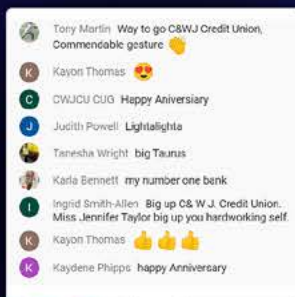 Tony Martin Way to go C&WJ Credit Union,
Commendable gesture 👏
K Kayon Thomas 😍
C CWJCU CUG Happy Aniversiary
J Judith Powell Lightalighta
Tanesha Wright big Taurus
Karla Bennett my number one bank
I Ingrid Smith-Allen Big up C& W J. Credit Union.
Miss Jennifer Taylor big up you hardworking self.
K Kayon Thomas 👍👍👍
K Kaydene Phipps happy Anniversary